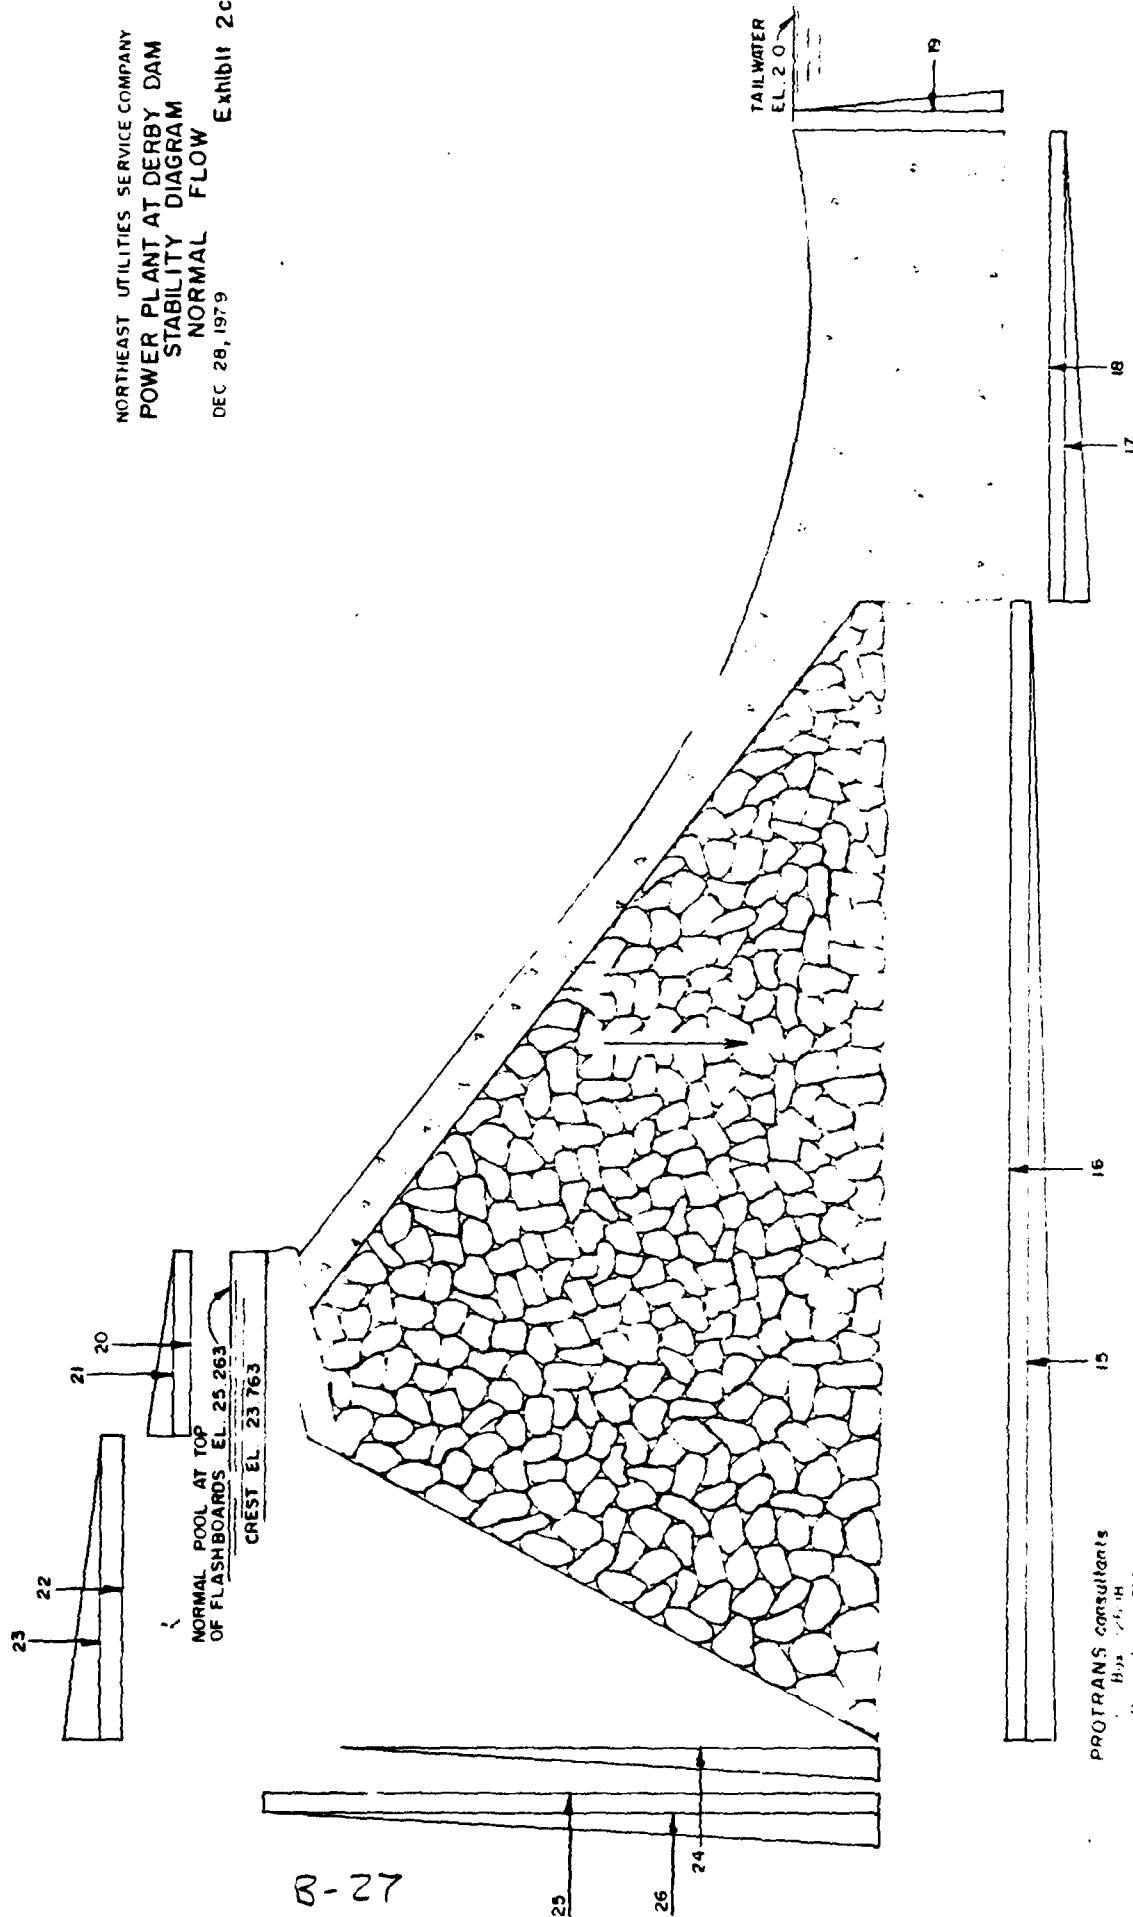 NORTHEAST UTILITIES SERVICE COMPANY
POWER PLANT AT DERBY DAM
STABILITY DIAGRAM
NORMAL FLOW
DEC 28, 1979
Exhibit 2c
TAILWATER
EL. 2 0
19
18
17
16
15
21
20
23
22
NORMAL POOL AT TOP
OF FLASHBOARDS EL. 25.263
CREST EL 23 763
24
25
26
B-27
PROTRANS consultants
Box